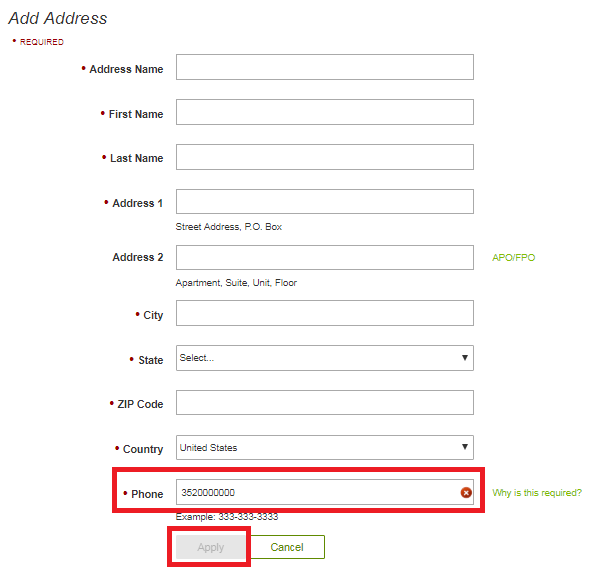 Add Address
• REQUIRED
• Address Name
• First Name
• Last Name
• Address 1
Street Address, P.O. Box
Address 2 APO/FPO
Apartment, Suite, Unit, Floor
• City
• State Select...
• ZIP Code
• Country United States
• Phone 3520000000 Why is this required?
Example: 333-333-3333
Apply Cancel